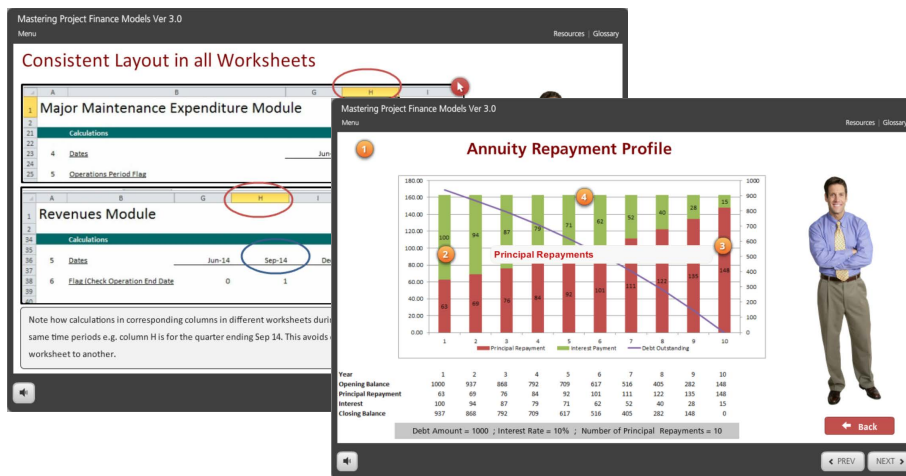 Mastering Project Finance Models Ver 3.0
Menu
Resources | Glossary
Consistent Layout in all Worksheets
A B G H I
1 Major Maintenance Expenditure Module
2
21 Calculations
22
23 4 Dates Jun-
24
25 5 Operations Period Flag
A B G H I
1 Revenues Module
2
34 Calculations
35
36 5 Dates Jun-14 Sep-14
37
38 6 Flag (Check Operation End Date 0 1
39
Note how calculations in corresponding columns in different worksheets
same time periods e.g. column H is for the quarter ending Sep 14. This avoids
worksheet to another.
Mastering Project Finance Models Ver 3.0
Menu
Resources | Glossary
1
Annuity Repayment Profile
160.00 1000
140.00 900
120.00 800
100.00 700
80.00 600
60.00 500
40.00 400
20.00 300
0.00 200
100
0
4
2
3
Principal Repayments
100 94 87 79 71 62 52 40 28 15
63 69 76 84 92 101 111 122 135 148
1 2 3 4 5 6 7 8 9 10
Principal Repayment Interest Payment Debt Outstanding
Year 1 2 3 4 5 6 7 8 9 10
Opening Balance 1000 937 868 792 709 617 516 405 282 148
Principal Repayment 63 69 76 84 92 101 111 122 135 148
Interest 100 94 87 79 71 62 52 40 28 15
Closing Balance 937 868 792 709 617 516 405 282 148 0
Debt Amount = 1000 ; Interest Rate = 10% ; Number of Principal Repayments = 10
Back
PREV NEXT